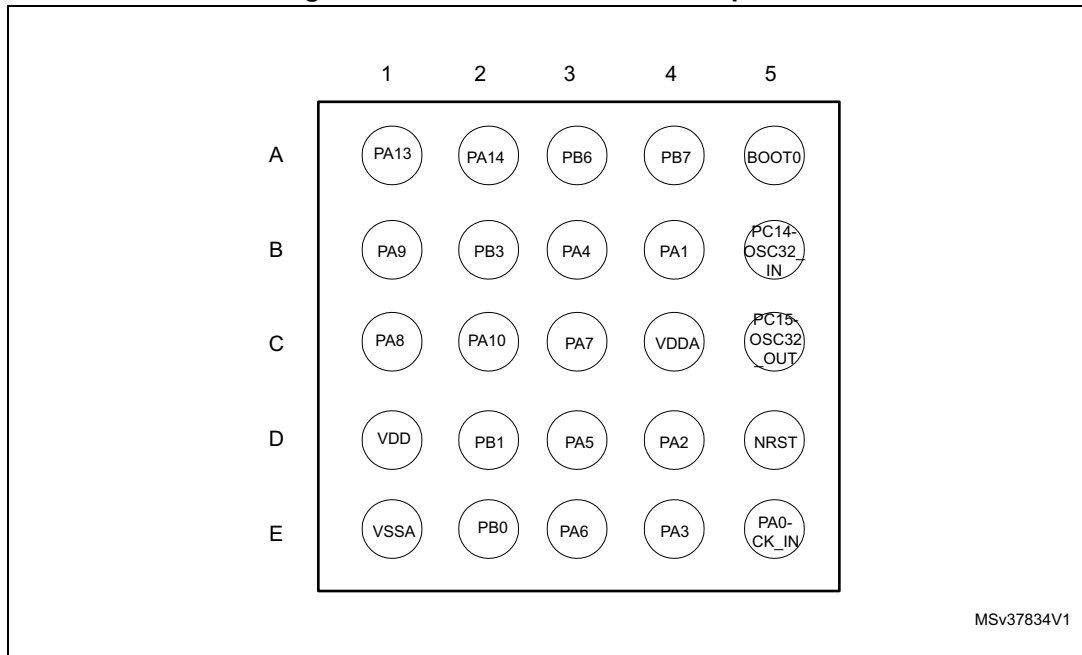 1 2 3 4 5
A PA13 PA14 PB6 PB7 BOOT0
B PA9 PB3 PA4 PA1 PC14-
OSC32_
IN
C PA8 PA10 PA7 VDDA PC15-
OSC32
_OUT
D VDD PB1 PA5 PA2 NRST
E VSSA PB0 PA6 PA3 PA0-
CK_IN
MSv37834V1